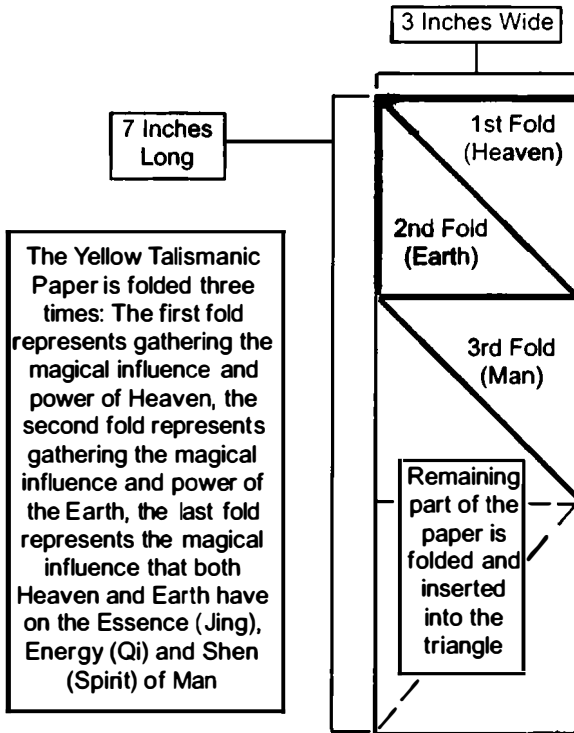 3 Inches Wide
7 Inches
Long
1st Fold
(Heaven)
2nd Fold
(Earth)
3rd Fold
(Man)
The Yellow Talismanic
Paper is folded three
times: The first fold
represents gathering the
magical influence and
power of Heaven, the
second fold represents
gathering the magical
influence and power of
the Earth, the last fold
represents the magical
influence that both
Heaven and Earth have
on the Essence (Jing),
Energy (Qi) and Shen
(Spirit) of Man
Remaining
part of the
paper is
folded and
inserted
into the
triangle